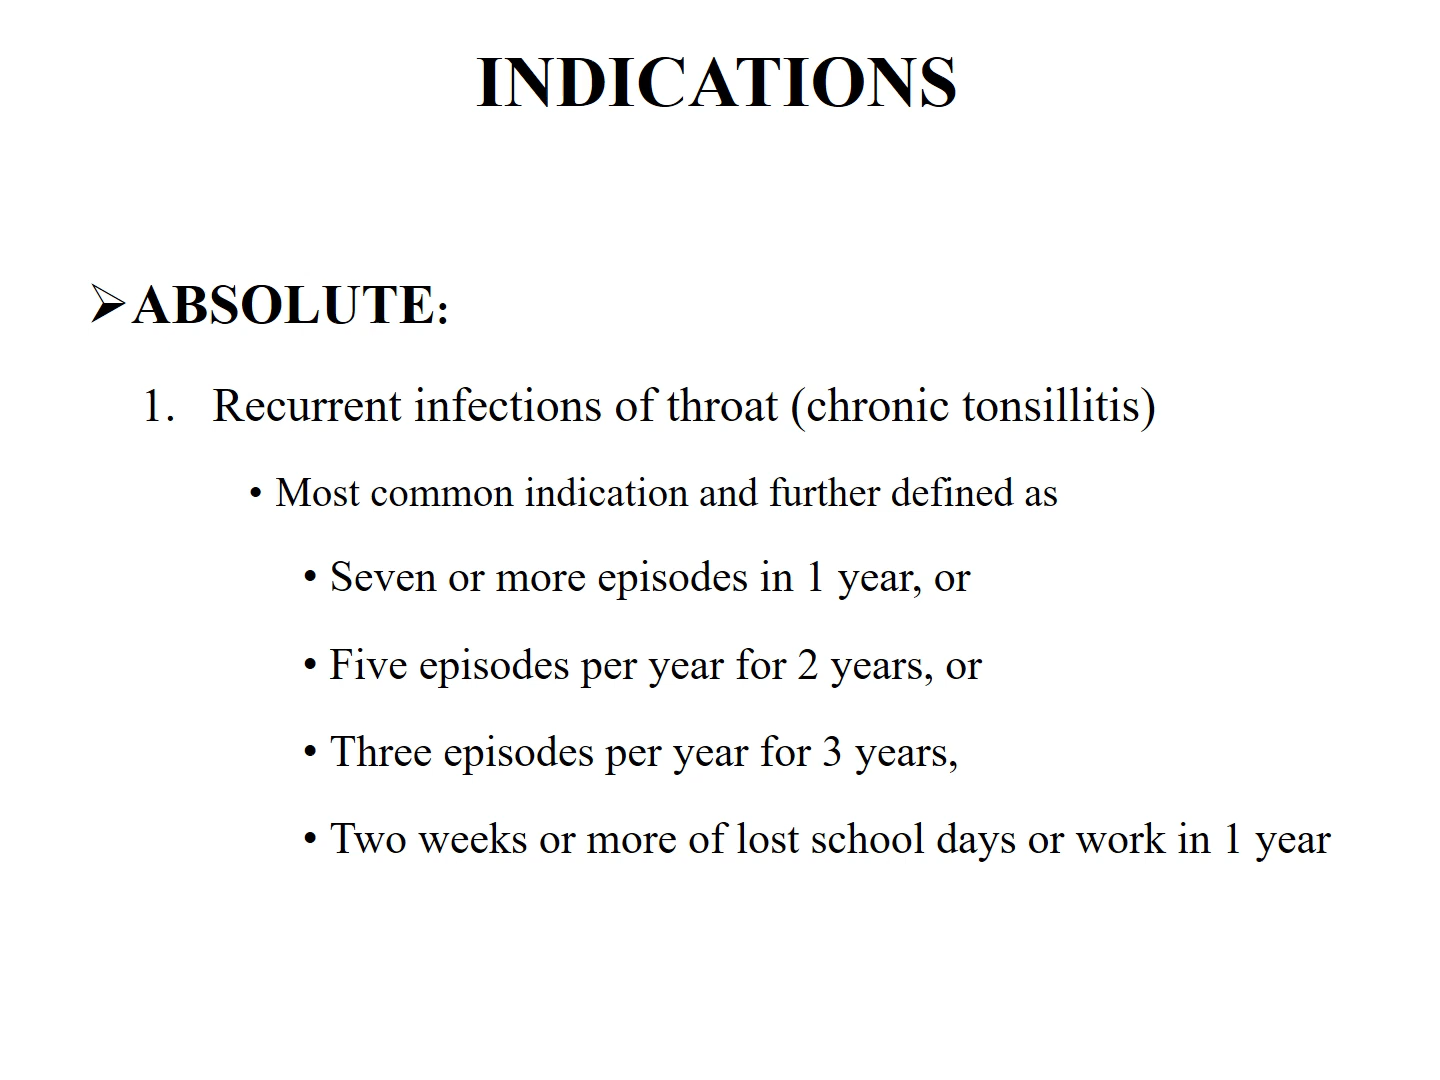 INDICATIONS
➢ABSOLUTE:
1. Recurrent infections of throat (chronic tonsillitis)
• Most common indication and further defined as
• Seven or more episodes in 1 year, or
• Five episodes per year for 2 years, or
• Three episodes per year for 3 years,
• Two weeks or more of lost school days or work in 1 year